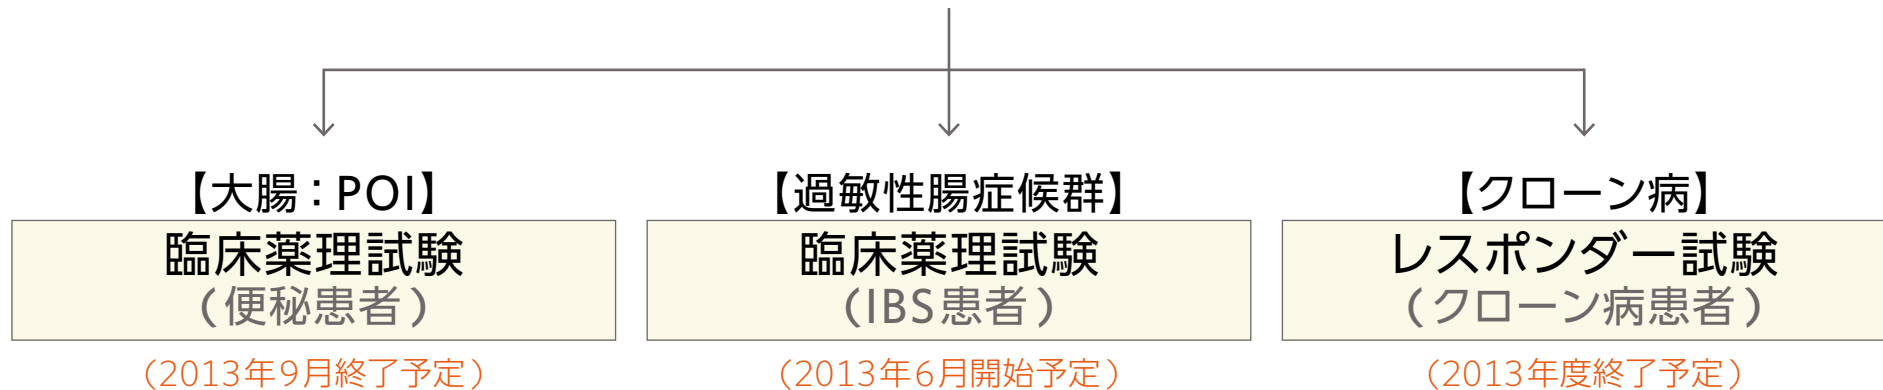 【大腸：POI】
臨床薬理試験
（便秘患者）
（2013年9月終了予定）
【過敏性腸症候群】
臨床薬理試験
（IBS患者）
（2013年6月開始予定）
【クローン病】
レスポンダー試験
（クローン病患者）
（2013年度終了予定）